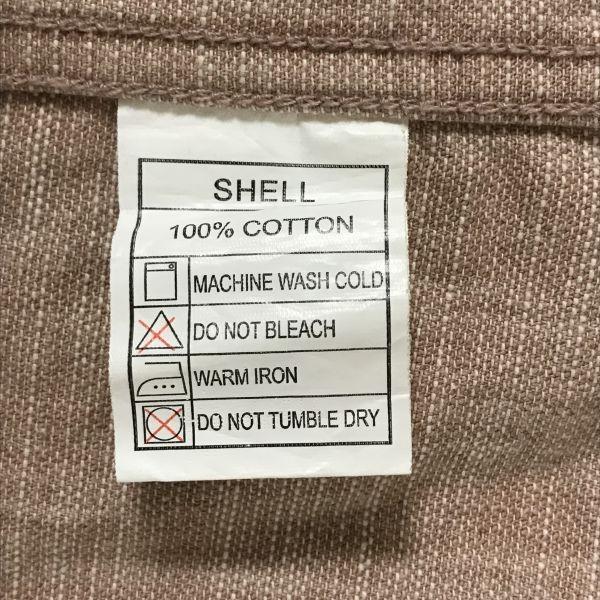 SHELL
100% COTTON
MACHINE WASH COLD
DO NOT BLEACH
WARM IRON
DO NOT TUMBLE DRY